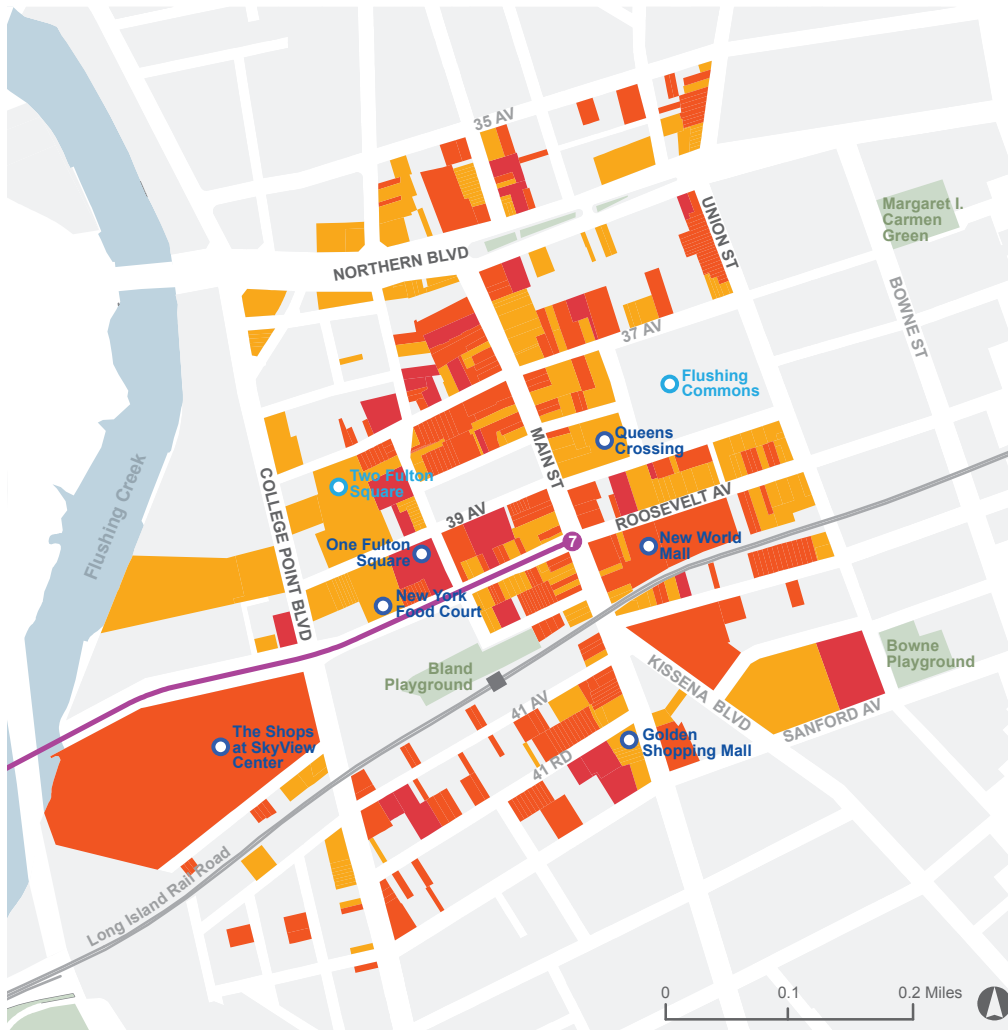 35 AV
Margaret I.
Carmen
Green
UNION ST
NORTHERN BLVD
BOWNE ST
37 AV
Flushing
Commons
Flushing Creek
MAIN ST
Queens
Crossing
COLLEGE POINT BLVD
Two Fulton
Square
39 AV
ROOSEVELT AV
7
One Fulton
Square
New World
Mall
New York
Food Court
Bland
Playground
KISSENA BLVD
Bowne
Playground
41 AV
SANFORD AV
The Shops
at SkyView
Center
41 RD
Golden
Shopping Mall
Long Island Rail Road
0
0.1
0.2 Miles